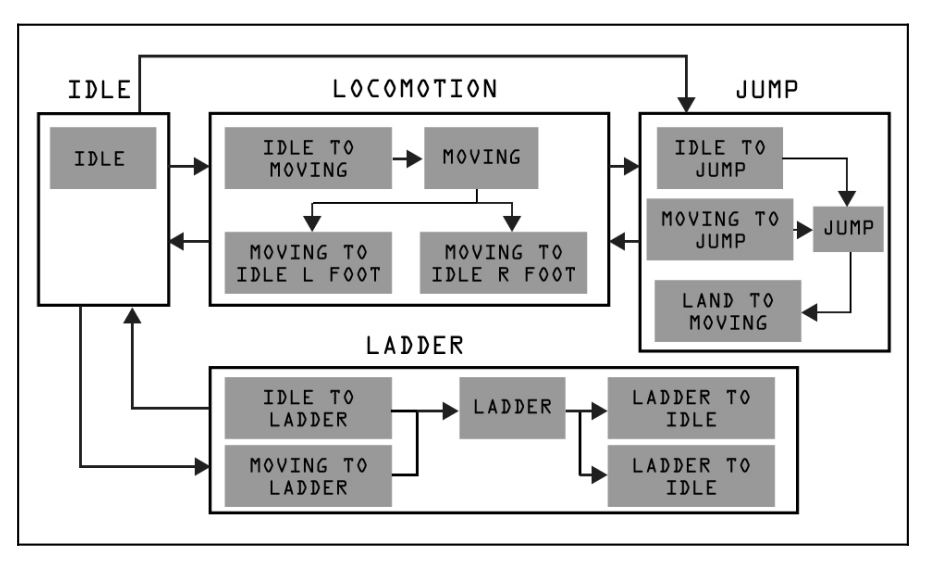 IDLE
LOCOMOTION
JUMP
IDLE
IDLE TO
MOVING
MOVING
MOVING TO
IDLE L FOOT
MOVING TO
IDLE R FOOT
IDLE TO
JUMP
MOVING TO
JUMP
JUMP
LAND TO
MOVING
LADDER
IDLE TO
LADDER
MOVING TO
LADDER
LADDER
LADDER TO
IDLE
LADDER TO
IDLE